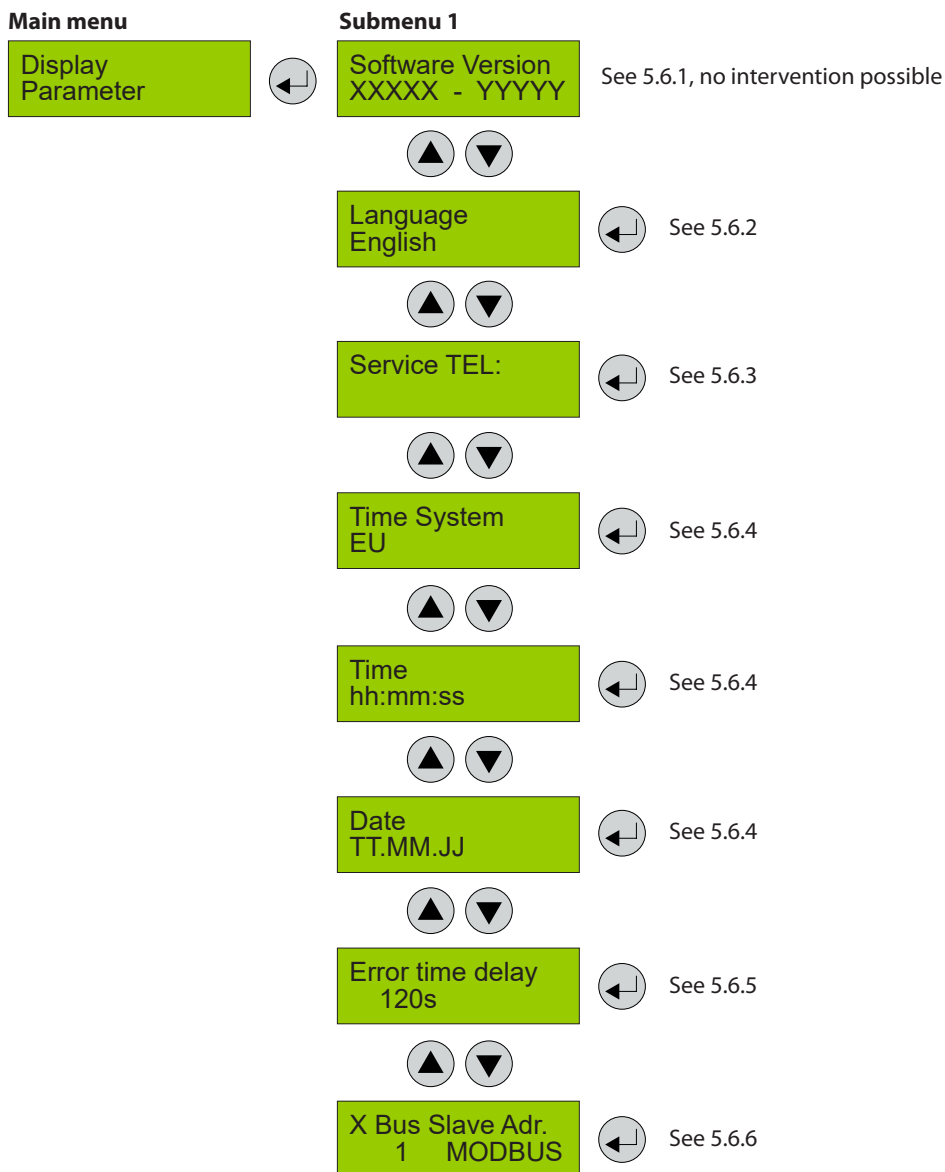 Main menu
Submenu 1
Display
Parameter
Software Version
XXXXX - YYYYY
See 5.6.1, no intervention possible
Language
English
See 5.6.2
Service TEL:
See 5.6.3
Time System
EU
See 5.6.4
Time
hh:mm:ss
See 5.6.4
Date
TT.MM.JJ
See 5.6.4
Error time delay
120s
See 5.6.5
X Bus Slave Adr.
1 MODBUS
See 5.6.6